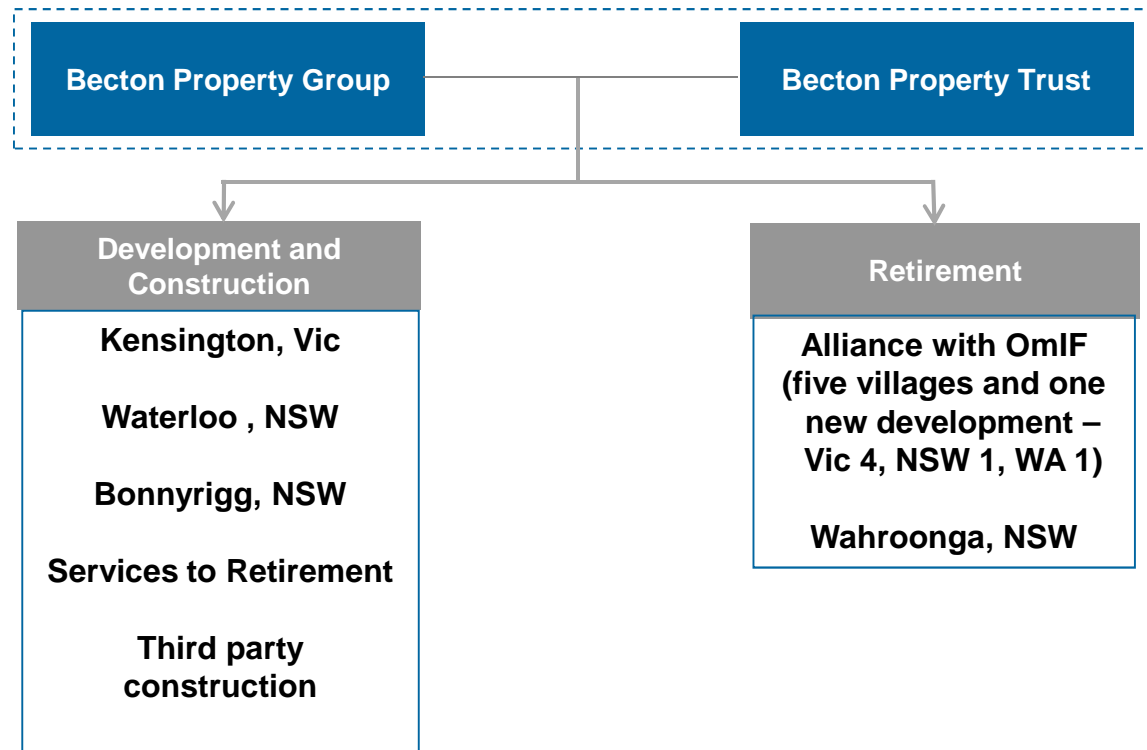 Becton Property Group
Becton Property Trust
Development and
Construction
Kensington, Vic
Waterloo , NSW
Bonnyrigg, NSW
Services to Retirement
Third party
construction
Retirement
Alliance with OmIF
(five villages and one
new development –
Vic 4, NSW 1, WA 1)
Wahroonga, NSW